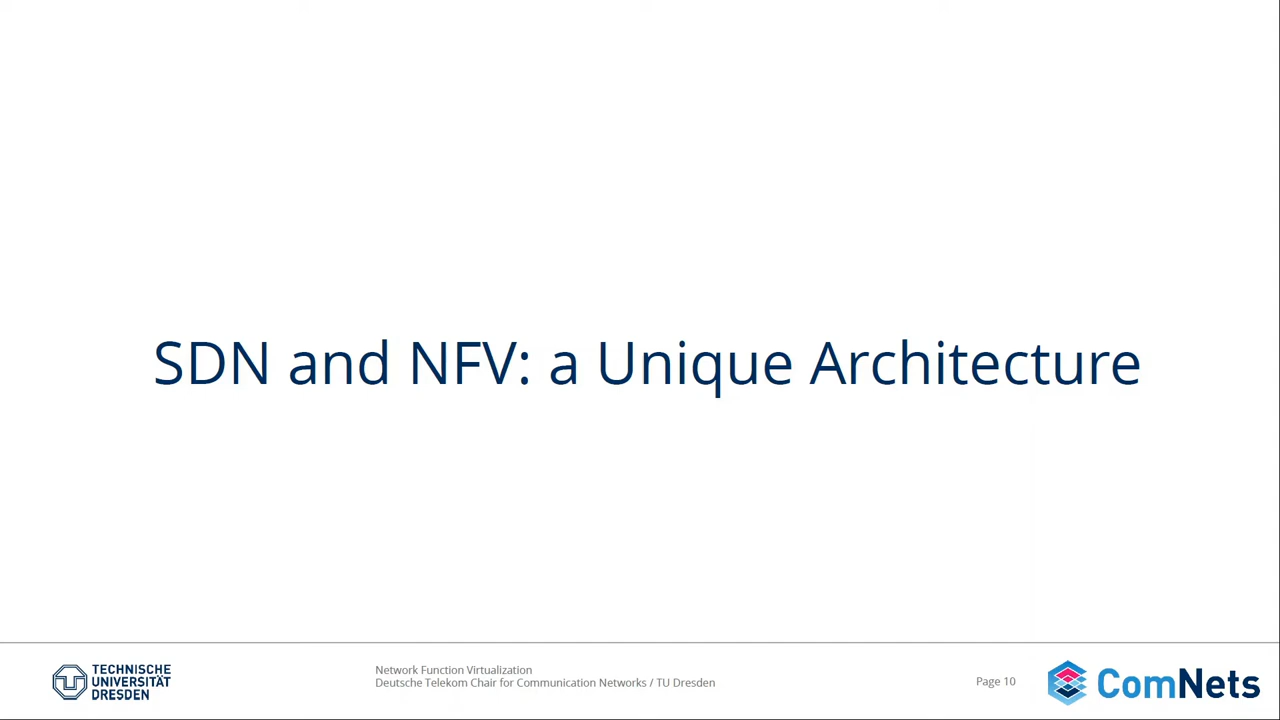 SDN and NFV: a Unique Architecture
TECHNISCHE
UNIVERSITÄT
DRESDEN
Network Function Virtualization
Deutsche Telekom Chair for Communication Networks / TU Dresden
Page 10
ComNets